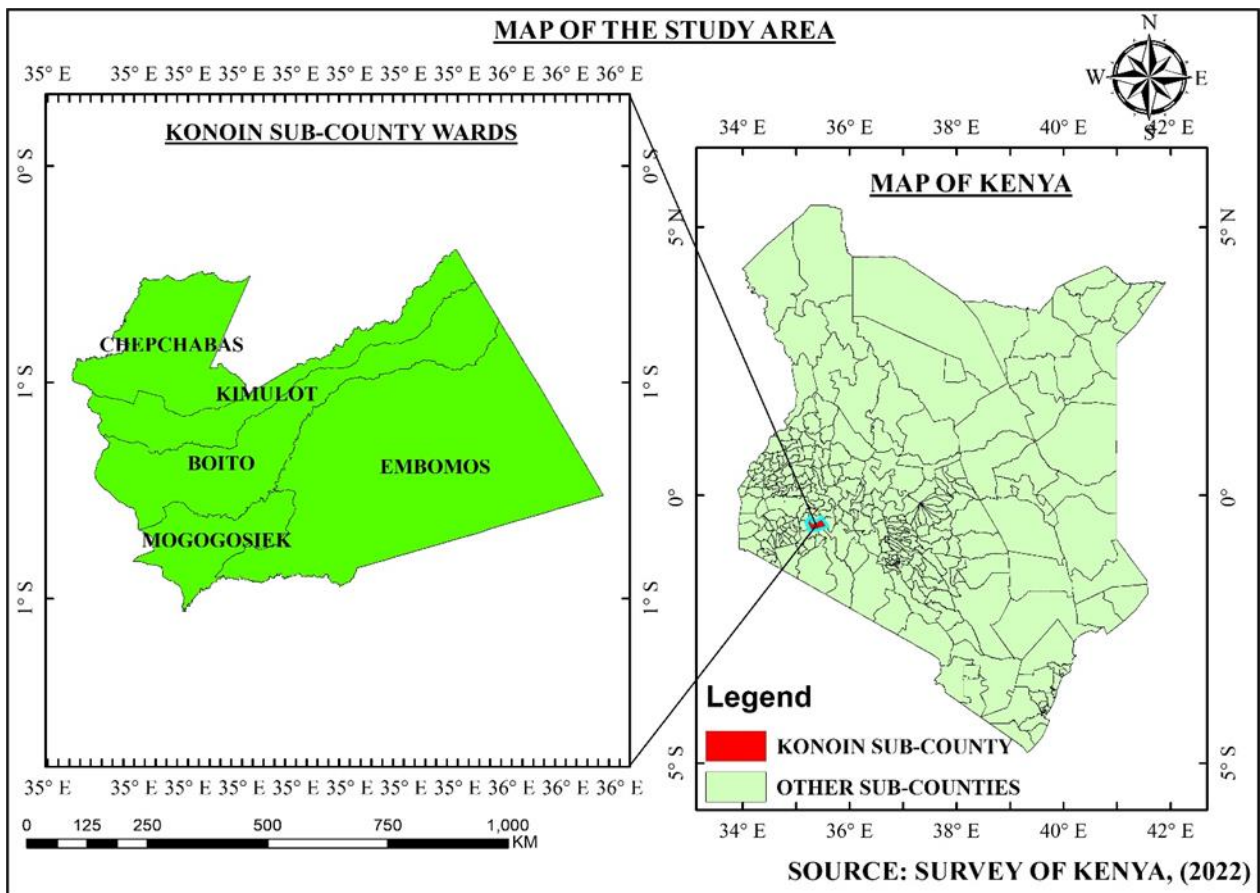 MAP OF THE STUDY AREA
N
W
E
S
35° E 35° E 35° E 35° E 35° E 35° E 35° E 36° E 36° E 36° E
KONOIN SUB-COUNTY WARDS
0° S
0° S
CHEPCHABAS
1° S
1° S
KIMULOT
BOITO
EMBOMOS
MOGOGOSIEK
1° S
1° S
35° E 35° E 35° E 35° E 35° E 35° E 35° E 36° E 36° E 36° E
0 125 250 500 750 1,000
KM
34° E 36° E 38° E 40° E 42° E
MAP OF KENYA
5° N
5° N
0°
0°
5° S
5° S
Legend
KONOIN SUB-COUNTY
OTHER SUB-COUNTIES
34° E 36° E 38° E 40° E 42° E
SOURCE: SURVEY OF KENYA, (2022)